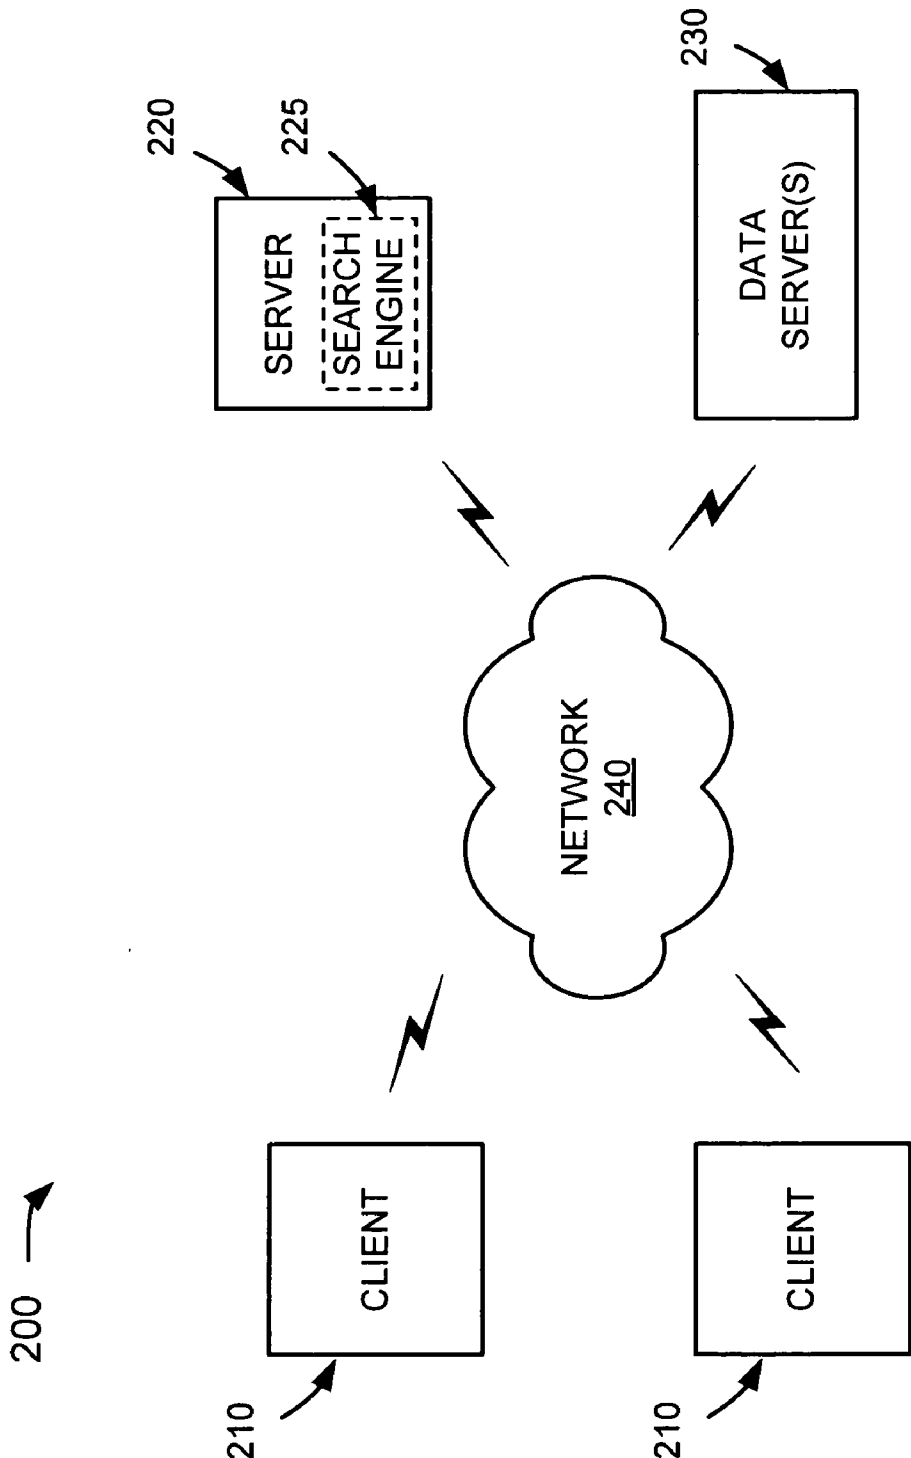 200
210
CLIENT
210
CLIENT
NETWORK
240
220
SERVER
225
SEARCH
ENGINE
230
DATA
SERVER(S)